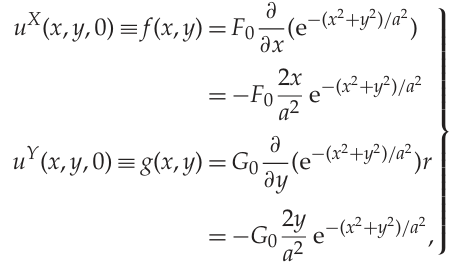 u^X(x, y, 0) ≡ f(x, y) = F_0 ∂/∂x (e^{−(x^2+y^2)/a^2})
= −F_0 2x/a^2 e^{−(x^2+y^2)/a^2}
u^Y(x, y, 0) ≡ g(x, y) = G_0 ∂/∂y (e^{−(x^2+y^2)/a^2})r
= −G_0 2y/a^2 e^{−(x^2+y^2)/a^2},